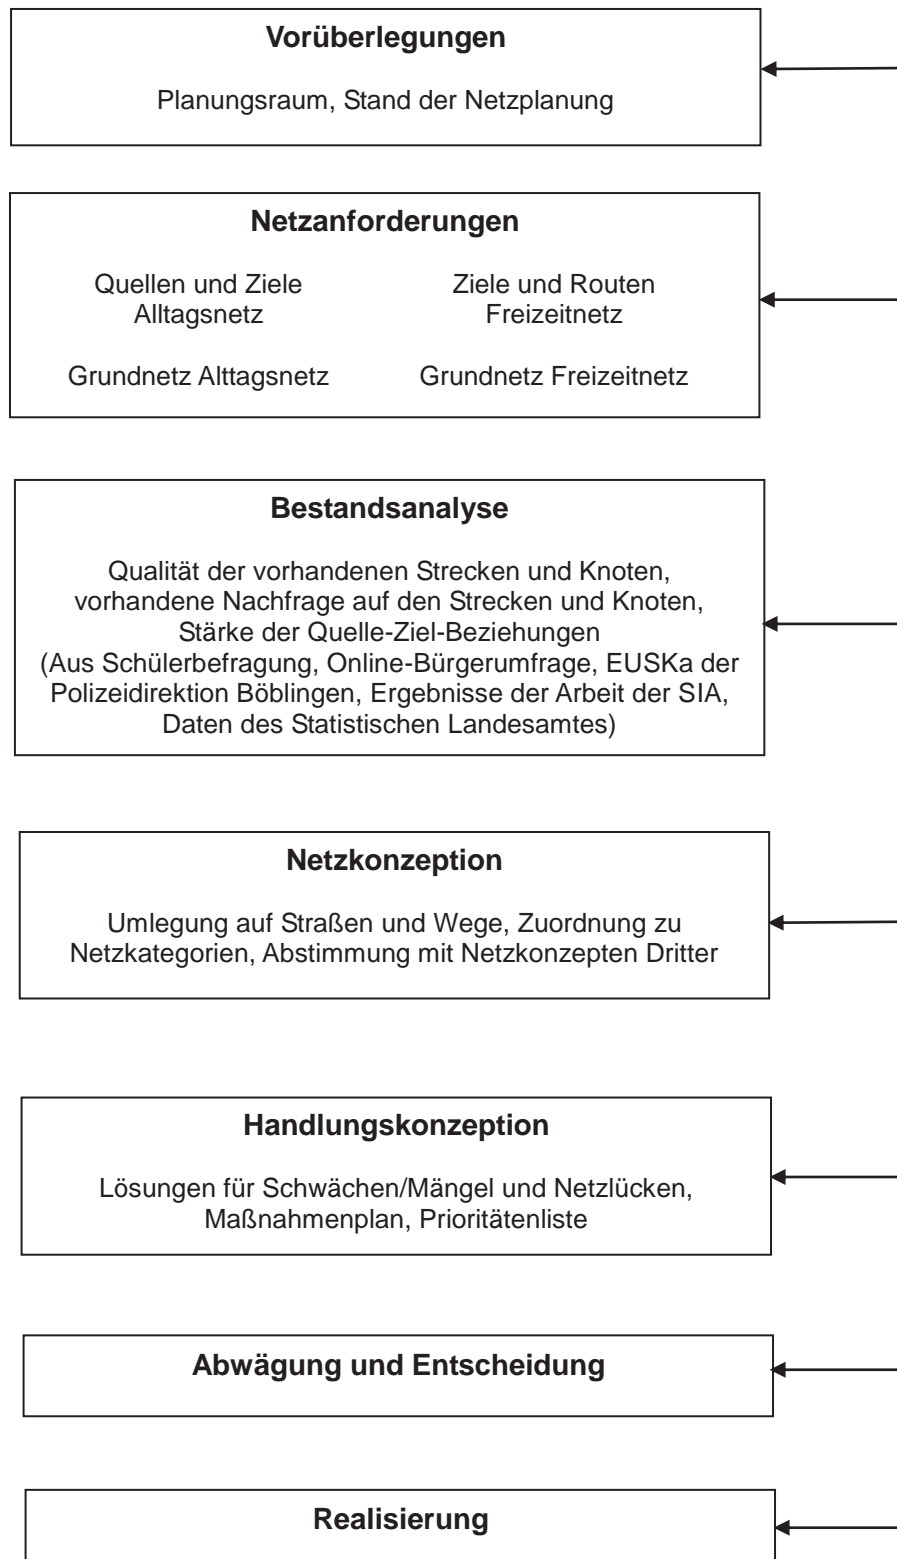 Vorüberlegungen
Planungsraum, Stand der Netzplanung
Netzanforderungen
Quellen und Ziele
Alltagsnetz
Ziele und Routen
Freizeitnetz
Grundnetz Alttagsnetz
Grundnetz Freizeitnetz
Bestandsanalyse
Qualität der vorhandenen Strecken und Knoten,
vorhandene Nachfrage auf den Strecken und Knoten,
Stärke der Quelle-Ziel-Beziehungen
(Aus Schülerbefragung, Online-Bürgerumfrage, EUSKa der
Polizeidirektion Böblingen, Ergebnisse der Arbeit der SIA,
Daten des Statistischen Landesamtes)
Netzkonzeption
Umlegung auf Straßen und Wege, Zuordnung zu
Netzkategorien, Abstimmung mit Netzkonzepten Dritter
Handlungskonzeption
Lösungen für Schwächen/Mängel und Netzlücken,
Maßnahmenplan, Prioritätenliste
Abwägung und Entscheidung
Realisierung